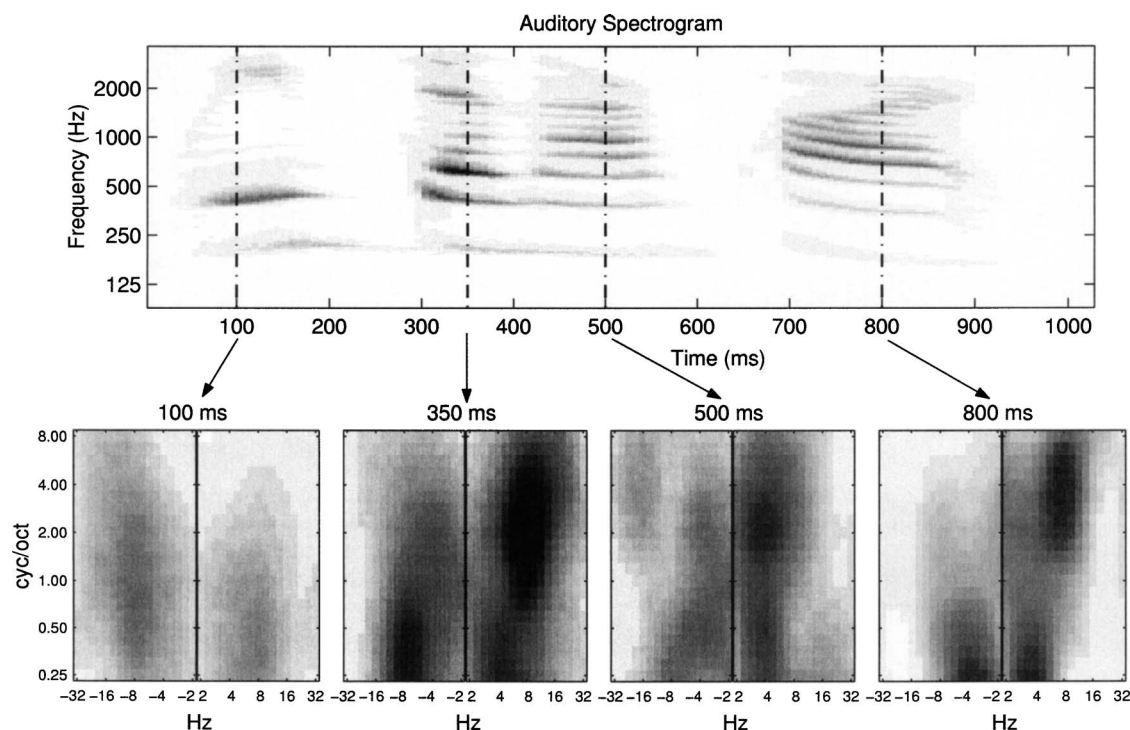 Auditory Spectrogram
Frequency (Hz)
2000
1000
500
250
125
100 200 300 400 500 600 700 800 900 1000
Time (ms)
100 ms 350 ms 500 ms 800 ms
cyc/oct
8.00
4.00
2.00
1.00
0.50
0.25
-32 -16 -8 -4 -2 2 4 8 16 32 -32 -16 -8 -4 -2 2 4 8 16 32 -32 -16 -8 -4 -2 2 4 8 16 32 -32 -16 -8 -4 -2 2 4 8 16 32
Hz Hz Hz Hz